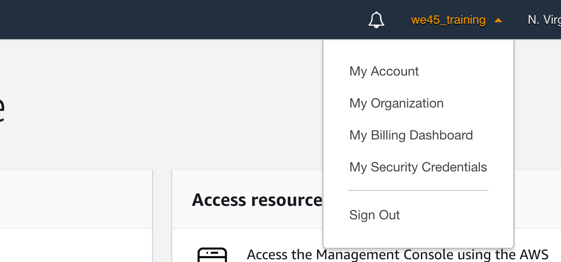 we45_training
N. Virg
My Account
My Organization
My Billing Dashboard
My Security Credentials
Access resource
Sign Out
Access the Management Console using the AWS